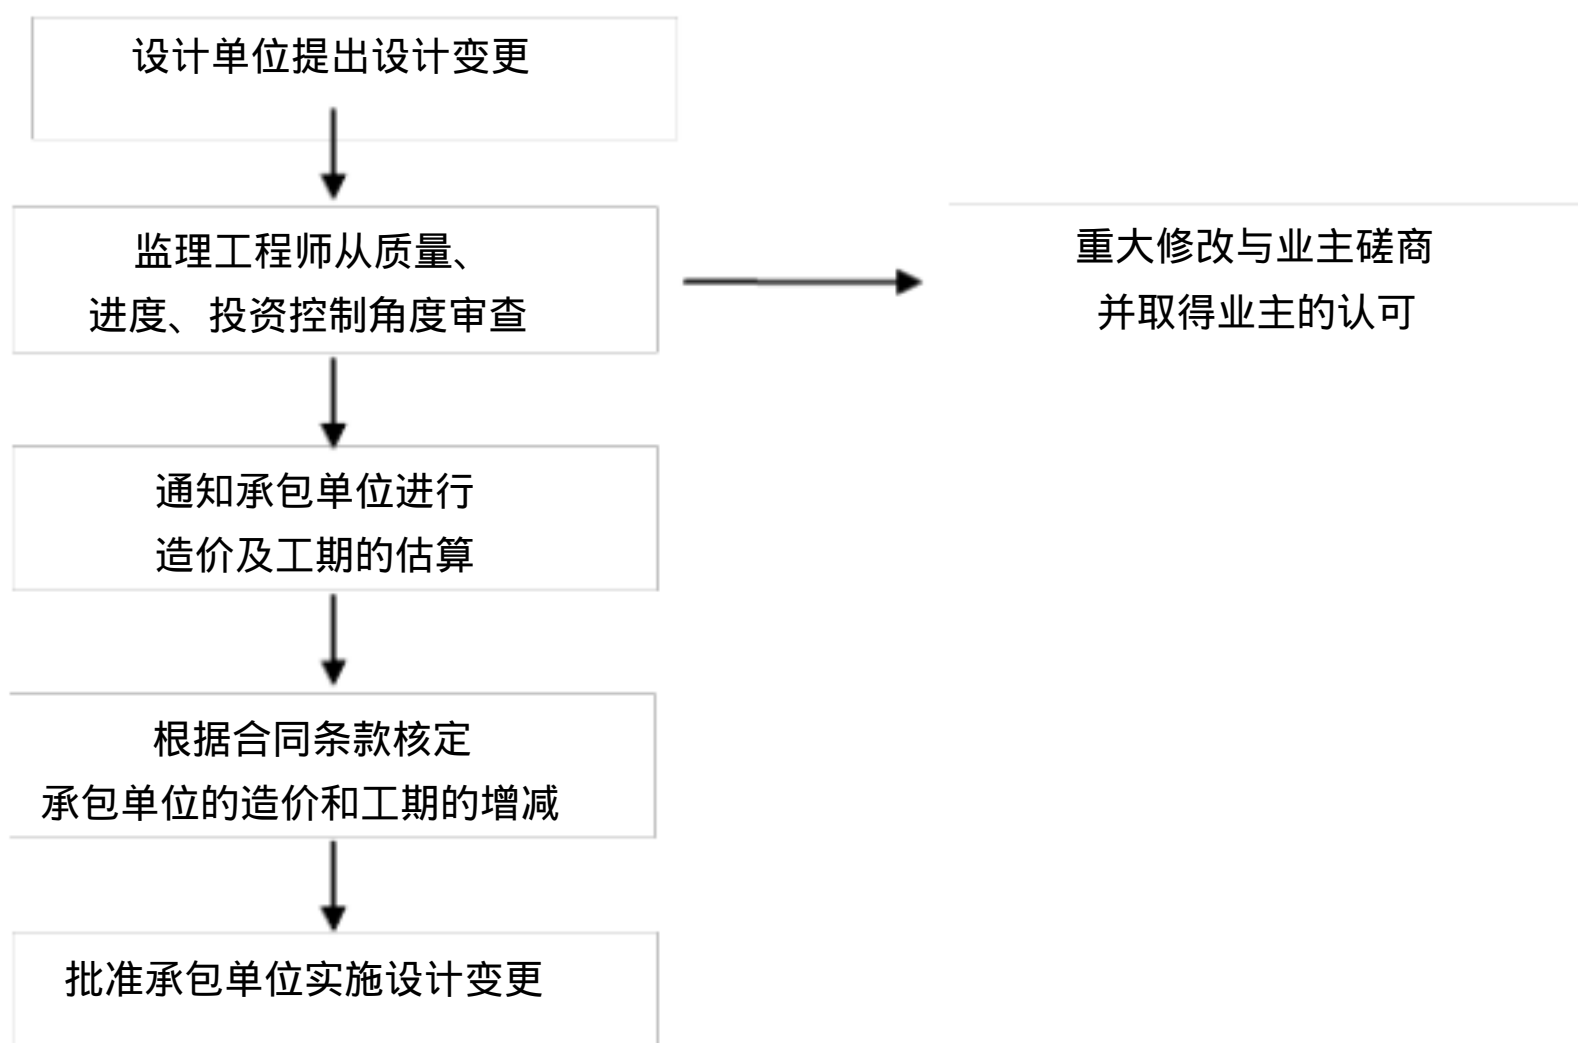 设计单位提出设计变更
监理工程师从质量、
进度、投资控制角度审查
重大修改与业主磋商
并取得业主的认可
通知承包单位进行
造价及工期的估算
根据合同条款核定
承包单位的造价和工期的增减
批准承包单位实施设计变更